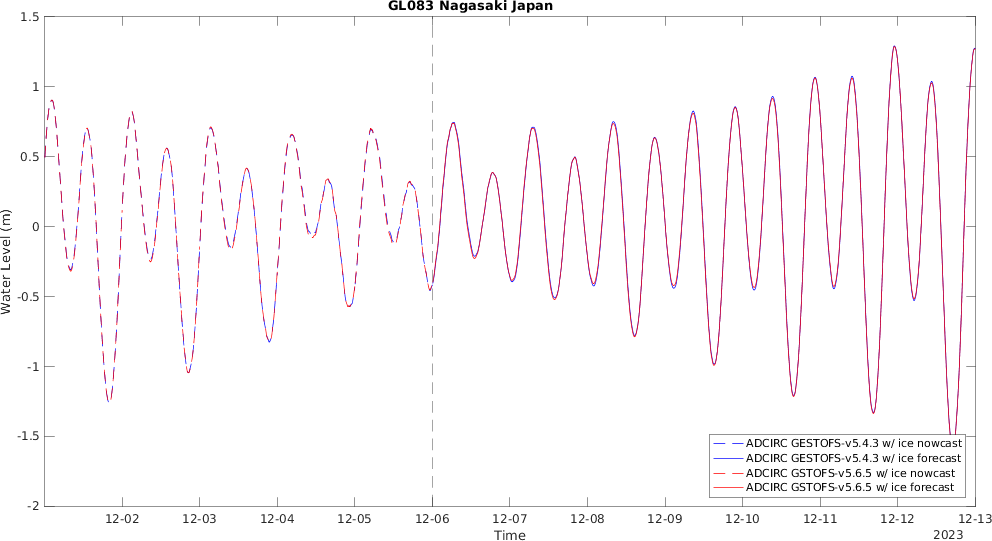 GL083 Nagasaki Japan
1.5
1
0.5
0
-0.5
-1
-1.5
-2
Water Level (m)
12-02 12-03 12-04 12-05 12-06 12-07 12-08 12-09 12-10 12-11 12-12 12-13
Time
2023
ADCIRC GESTOFS-v5.4.3 w/ ice nowcast
ADCIRC GESTOFS-v5.4.3 w/ ice forecast
ADCIRC GSTOFS-v5.6.5 w/ ice nowcast
ADCIRC GSTOFS-v5.6.5 w/ ice forecast